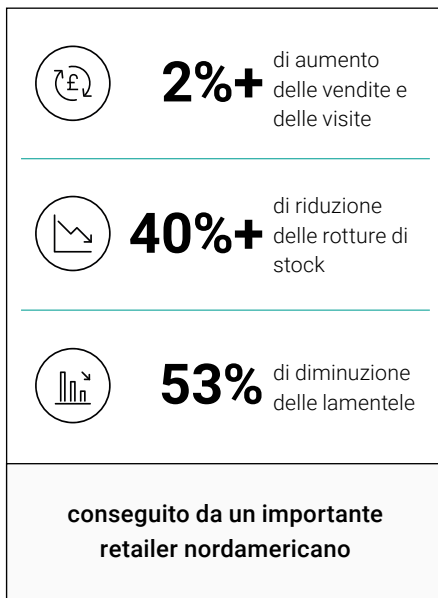 £
2%+
di aumento
delle vendite e
delle visite
40%+
di riduzione
delle rotture di
stock
53%
di diminuzione
delle lamentele
conseguito da un importante
retailer nordamericano